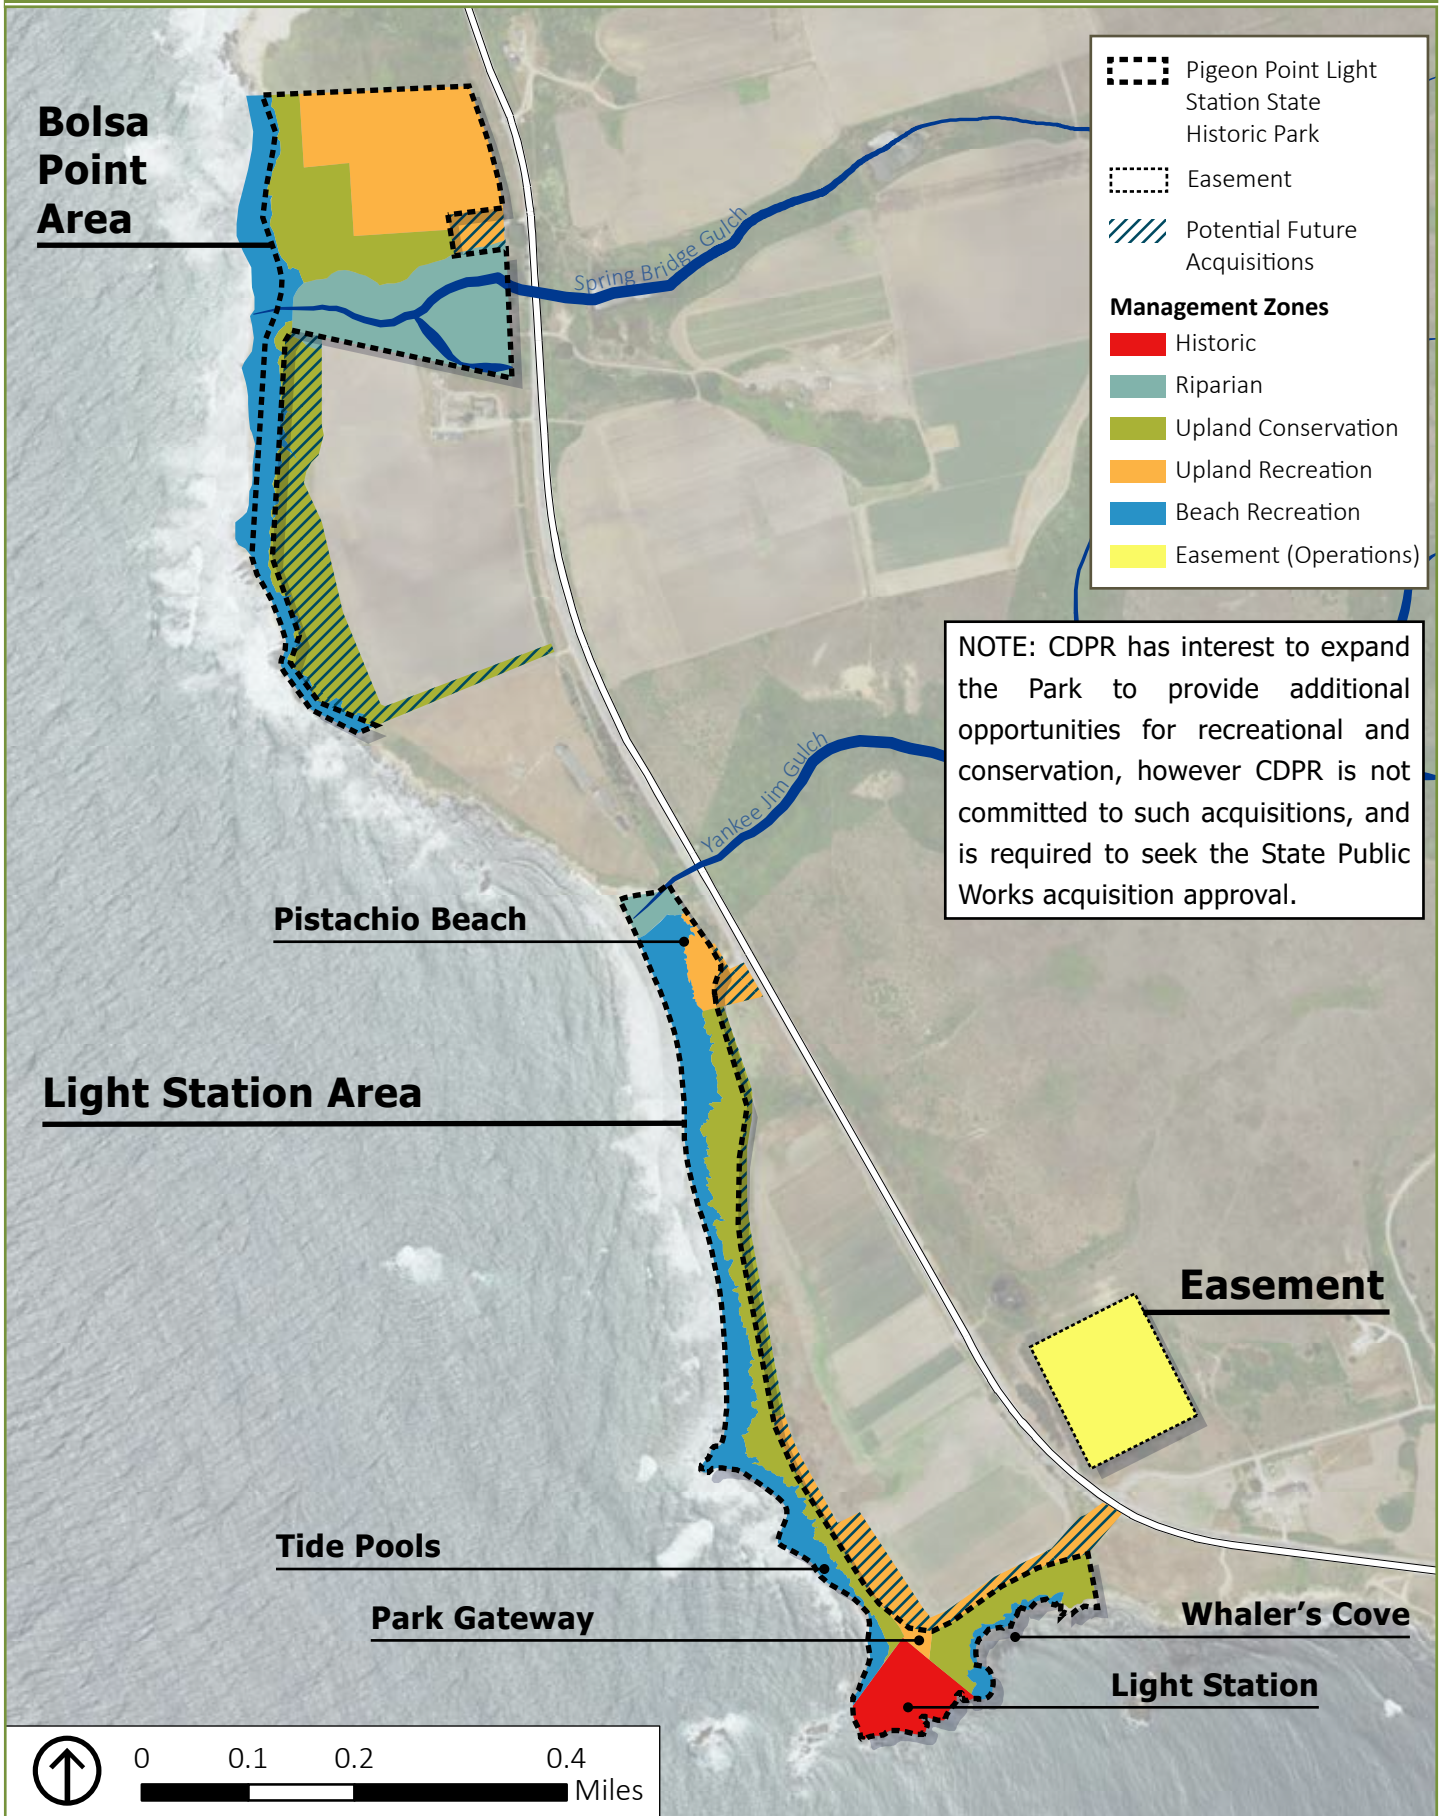 Bolsa
Point
Area
Pigeon Point Light
Station State
Historic Park
Easement
Potential Future
Acquisitions
Management Zones
Historic
Riparian
Upland Conservation
Upland Recreation
Beach Recreation
Easement (Operations)
Spring Bridge Gulch
NOTE: CDPR has interest to expand
the Park to provide additional
opportunities for recreational and
conservation, however CDPR is not
committed to such acquisitions, and
is required to seek the State Public
Works acquisition approval.
Yankee Jim Gulch
Pistachio Beach
Light Station Area
Easement
Tide Pools
Park Gateway
Whaler's Cove
Light Station
0 0.1 0.2 0.4
Miles